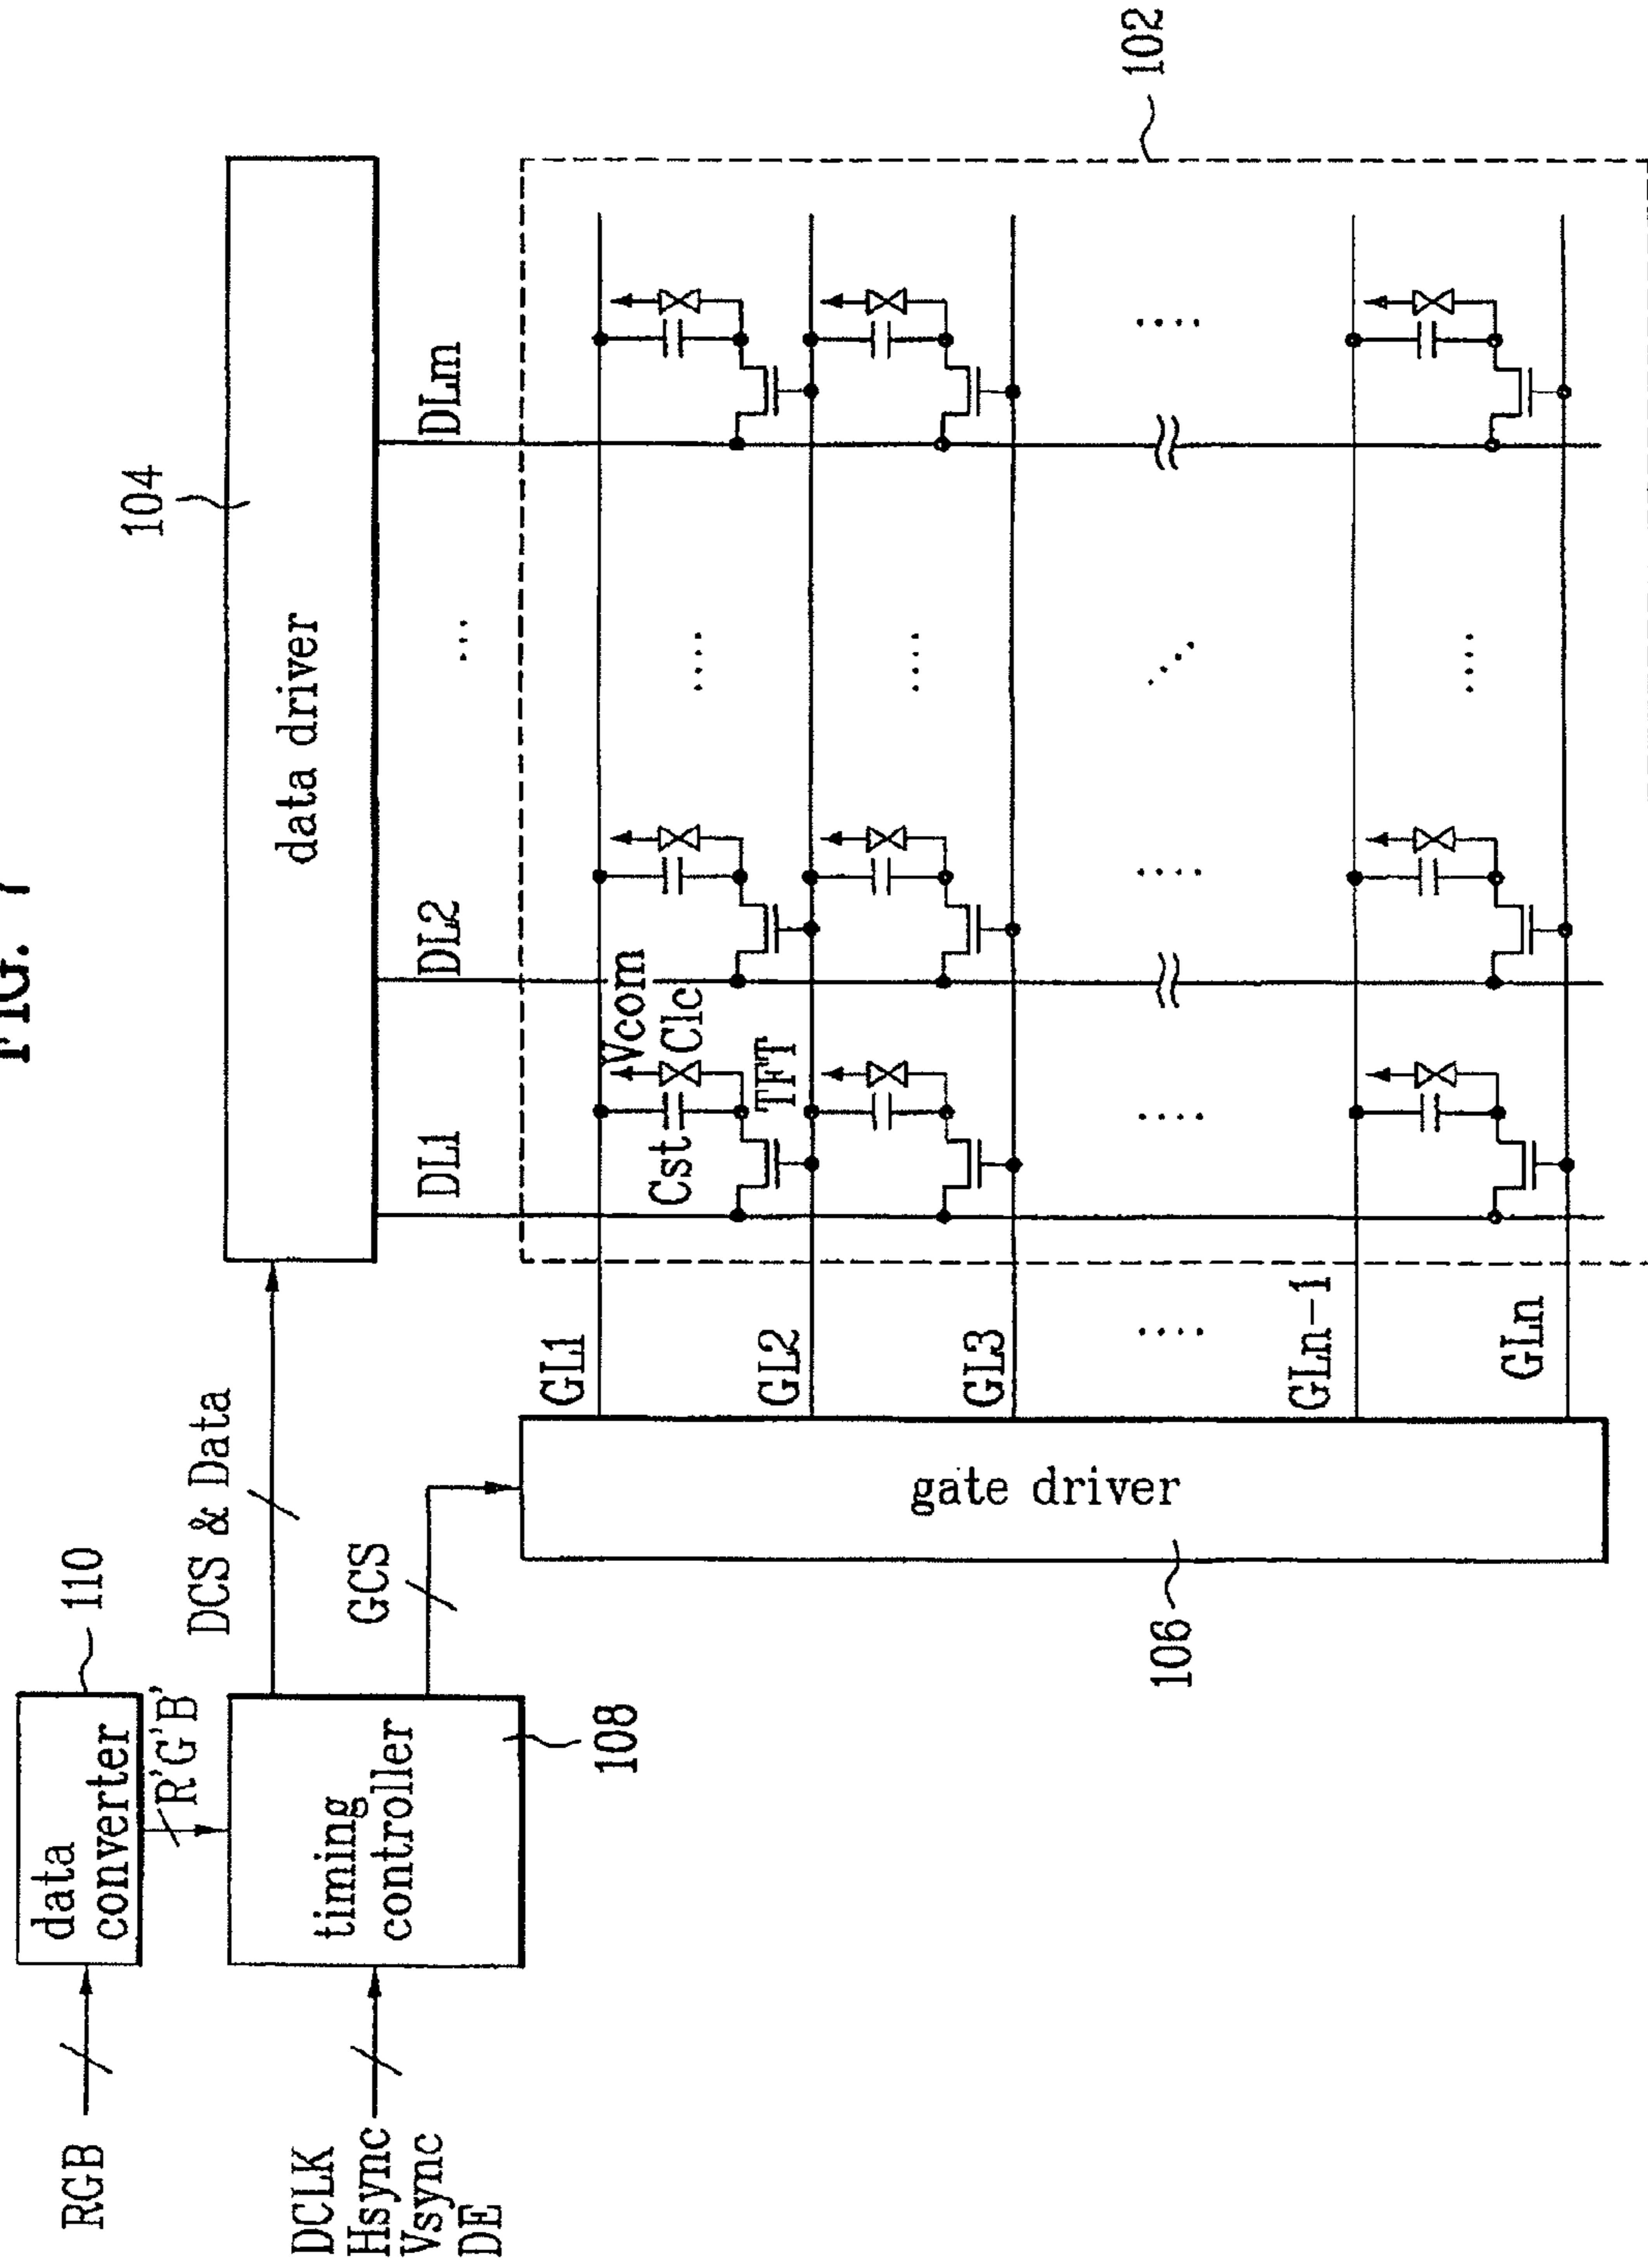 FIG. 7
RGB
data
converter
110
R'G'B'
DCLK
Hsync
Vsync
DE
timing
controller
108
DCS & Data
GCS
data driver
104
gate driver
106
DL1
DL2
...
DLm
102
GL1
GL2
GL3
....
GLn-1
GLn
Vcom
Clc
Cst
TFT